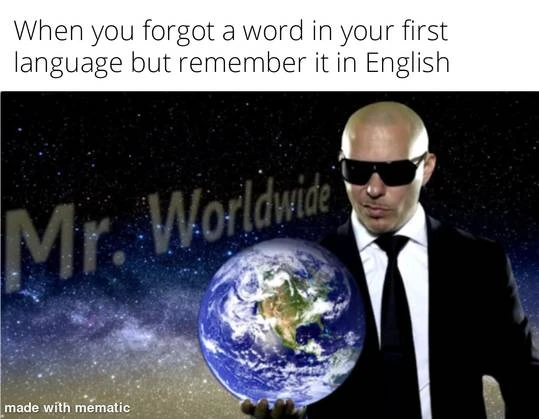 When you forgot a word in your first
language but remember it in English
Mr. Worldwide
made with mematic